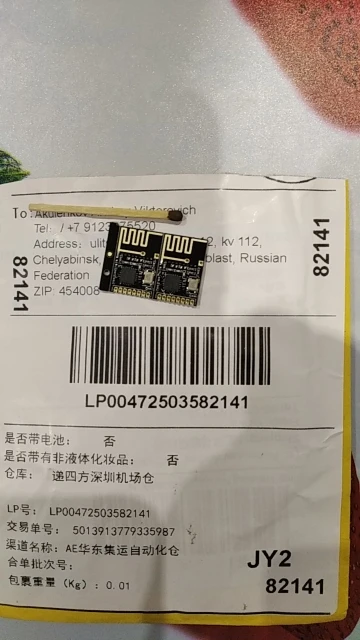 To:
Tel: / +7 9123 75520
Address: ulit 2, kv 112,
Chelyabinsk, oblast, Russian
Federation
ZIP: 454008
82141
82141
LP00472503582141
是否带电池： 否
是否带有非液体化妆品： 否
仓库： 递四方深圳机场仓
LP号： LP00472503582141
交易单号： 5013913779335987
渠道名称： AE华东集运自动化仓
合单批次号：
包裹重量（Kg）： 0.01
JY2
82141